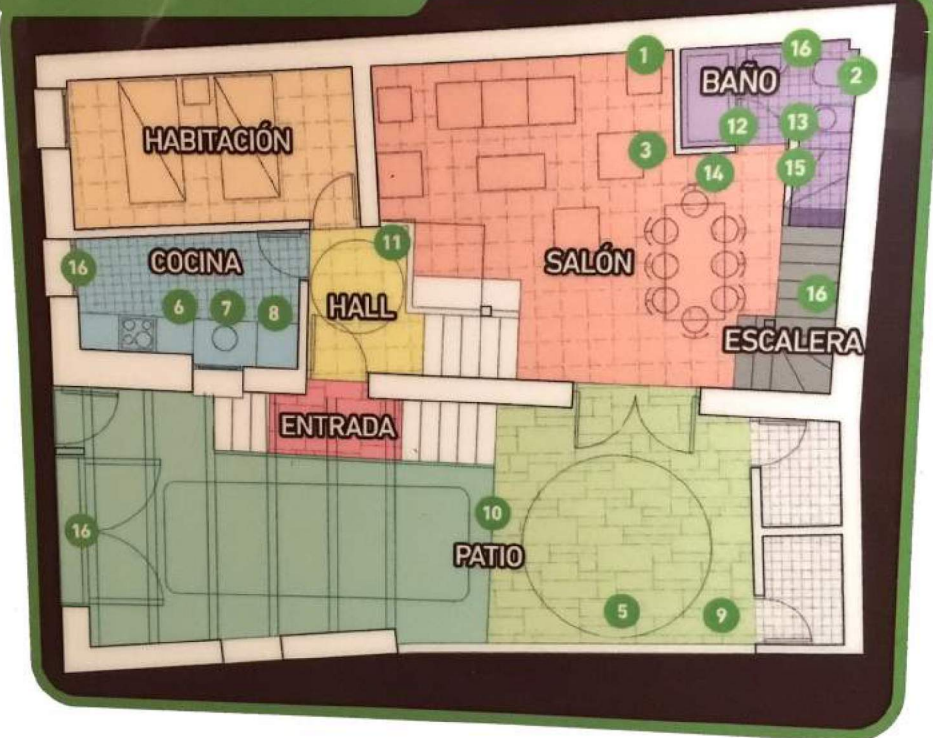 1
16
BAÑO
2
HABITACIÓN
12
13
3
14
15
11
16
COCINA
SALÓN
6
7
8
HALL
16
ESCALERA
ENTRADA
10
16
PATIO
5
9